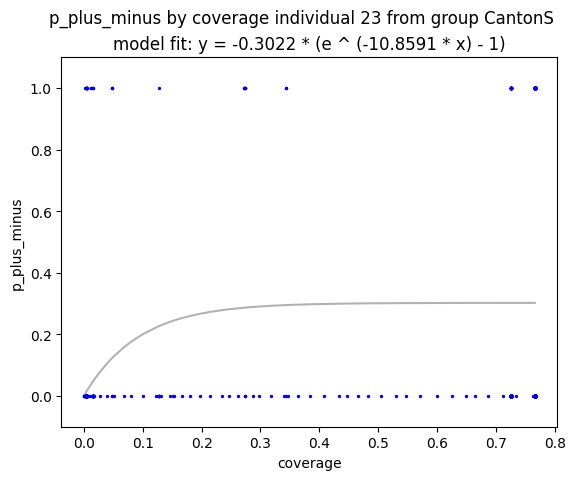 p_plus_minus by coverage individual 23 from group CantonS
model fit: y = -0.3022 * (e ^ (-10.8591 * x) - 1)
1.0
0.8
0.6
0.4
0.2
0.0
p_plus_minus
0.0 0.1 0.2 0.3 0.4 0.5 0.6 0.7 0.8
coverage